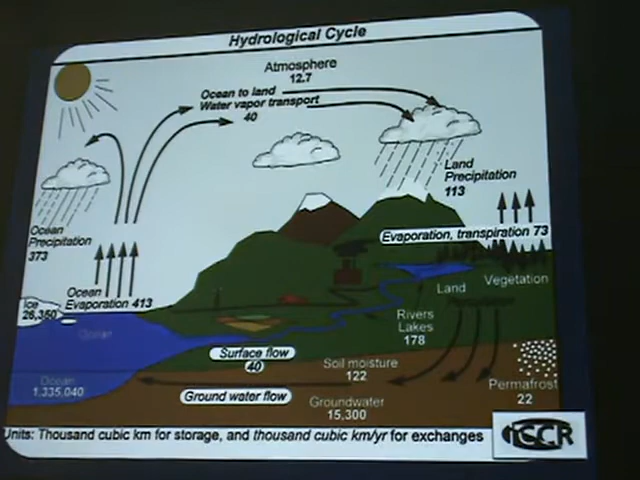 Hydrological Cycle
Atmosphere
12.7
Ocean to land
Water vapor transport
40
Land
Precipitation
113
Ocean
Precipitation
373
Evaporation, transpiration 73
Ocean
Evaporation 413
Ice
26,350
Ocean
Land
Vegetation
Percolation
Rivers
Lakes
178
Surface flow
40
Soil moisture
122
Ocean
1,335,040
Ground water flow
Groundwater
15,300
Permafrost
22
Units: Thousand cubic km for storage, and thousand cubic km/yr for exchanges